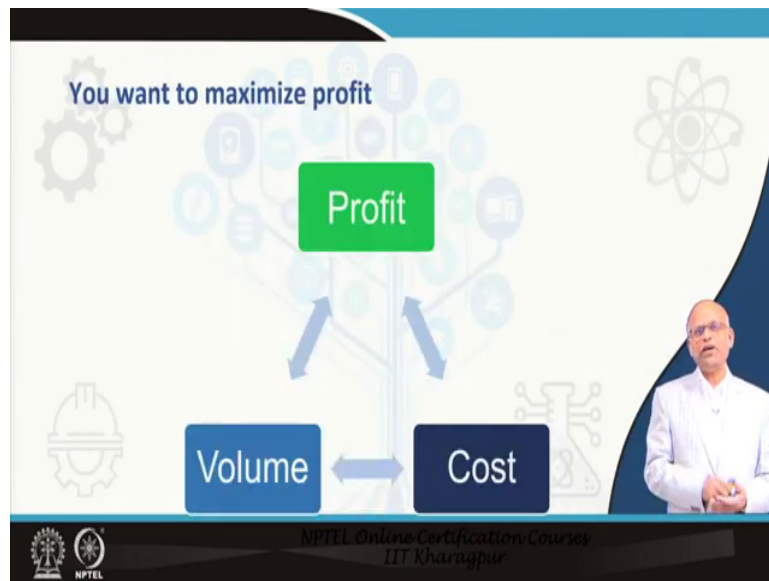 You want to maximize profit
Profit
Volume
Cost
NPTEL Online Certification Courses
IIT Kharagpur
NPTEL